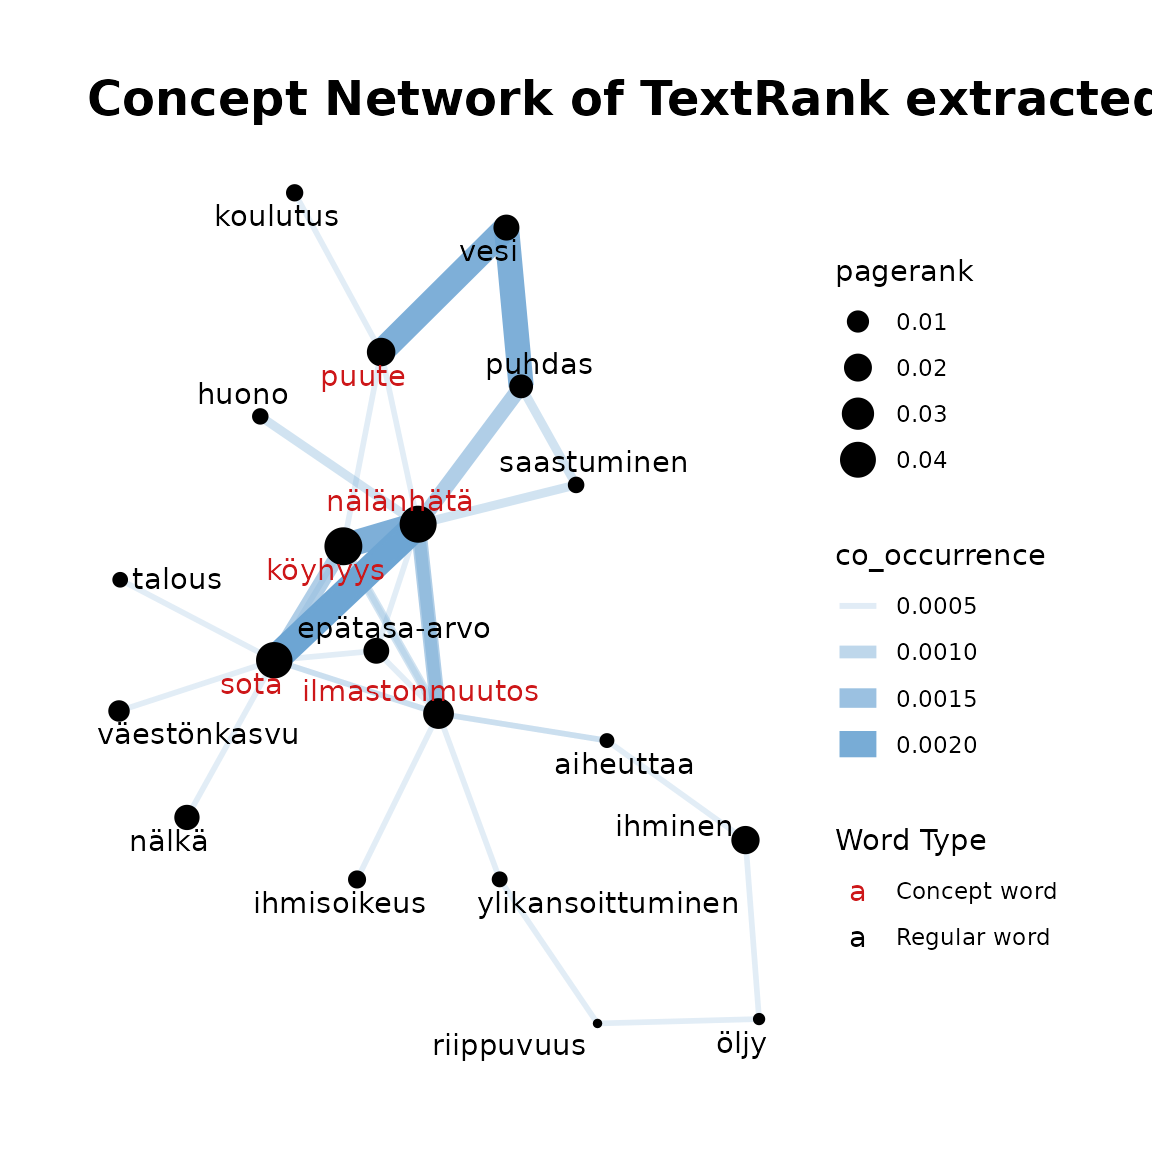 Concept Network of TextRank extracted
koulutus
vesi
puhdas
puute
huono
saastuminen
nälänhätä
köyhyys
talous
epätasa-arvo
sota
ilmastonmuutos
väestönkasvu
aiheuttaa
ihminen
nälkä
ihmisoikeus
ylikansoittuminen
riippuvuus
öljy
pagerank
0.01
0.02
0.03
0.04
co_occurrence
0.0005
0.0010
0.0015
0.0020
Word Type
a Concept word
a Regular word